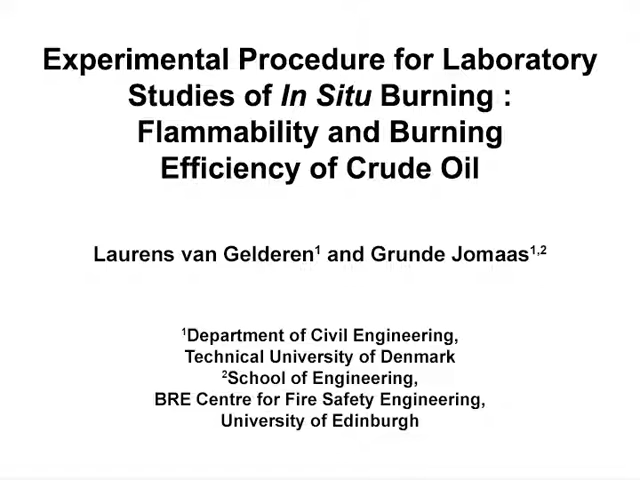 Experimental Procedure for Laboratory
Studies of In Situ Burning :
Flammability and Burning
Efficiency of Crude Oil
Laurens van Gelderen¹ and Grunde Jomaas¹,²
¹Department of Civil Engineering,
Technical University of Denmark
²School of Engineering,
BRE Centre for Fire Safety Engineering,
University of Edinburgh